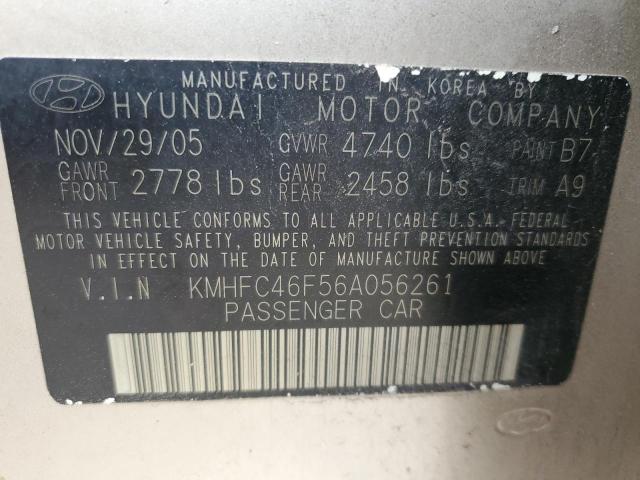 MANUFACTURED IN KOREA BY
HYUNDAI MOTOR COMPANY
NOV/29/05 GVWR 4740 lbs PAINT B7
GAWR FRONT 2778 lbs GAWR REAR 2458 lbs TRIM A9
THIS VEHICLE CONFORMS TO ALL APPLICABLE U.S.A. FEDERAL
MOTOR VEHICLE SAFETY, BUMPER, AND THEFT PREVENTION STANDARDS
IN EFFECT ON THE DATE OF MANUFACTURE SHOWN ABOVE.
V.I.N KMHFC46F56A056261
PASSENGER CAR